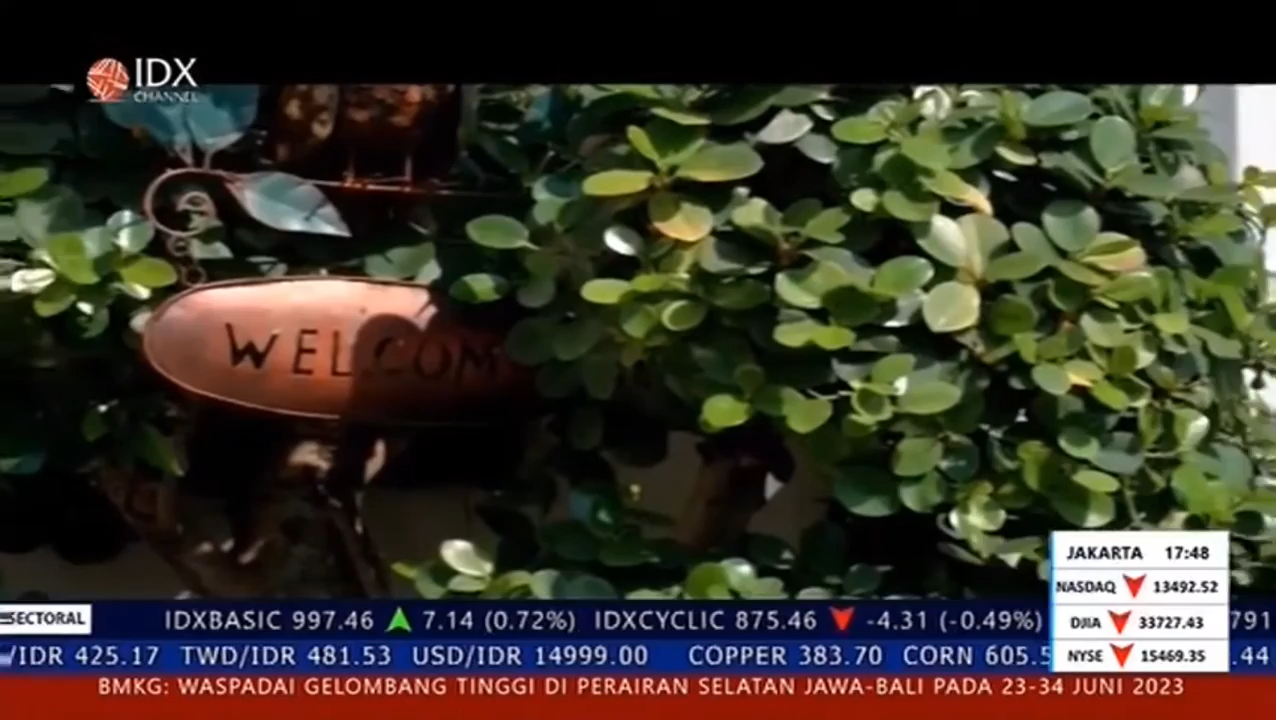 IDX
CHANNEL
WELCOM
JAKARTA 17:48
NASDAQ 13492.52
DJIA 33727.43
NYSE 15469.35
SECTORAL IDXBASIC 997.46 7.14 (0.72%) IDXCYCLIC 875.46 -4.31 (-0.49%) 791
/IDR 425.17 TWD/IDR 481.53 USD/IDR 14999.00 COPPER 383.70 CORN 605.5 .44
BMKG: WASPADAI GELOMBANG TINGGI DI PERAIRAN SELATAN JAWA-BALI PADA 23-34 JUNI 2023